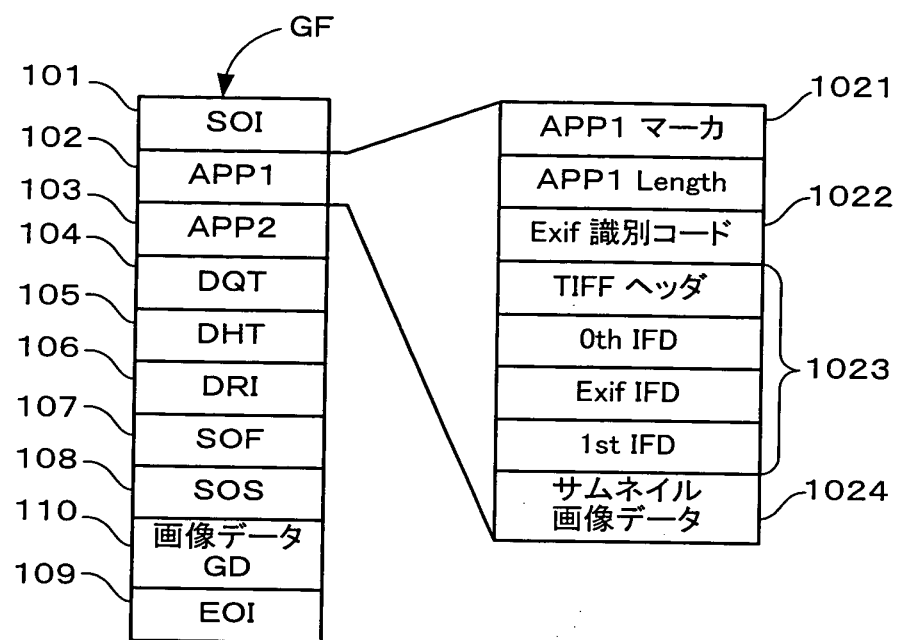 GF
101
SOI
102
APP1
103
APP2
104
DQT
105
DHT
106
DRI
107
SOF
108
SOS
110
画像データ
GD
109
EOI
APP1 マーカ
1021
APP1 Length
Exif 識別コード
1022
TIFF ヘッダ
0th IFD
Exif IFD
1st IFD
1023
サムネイル
画像データ
1024